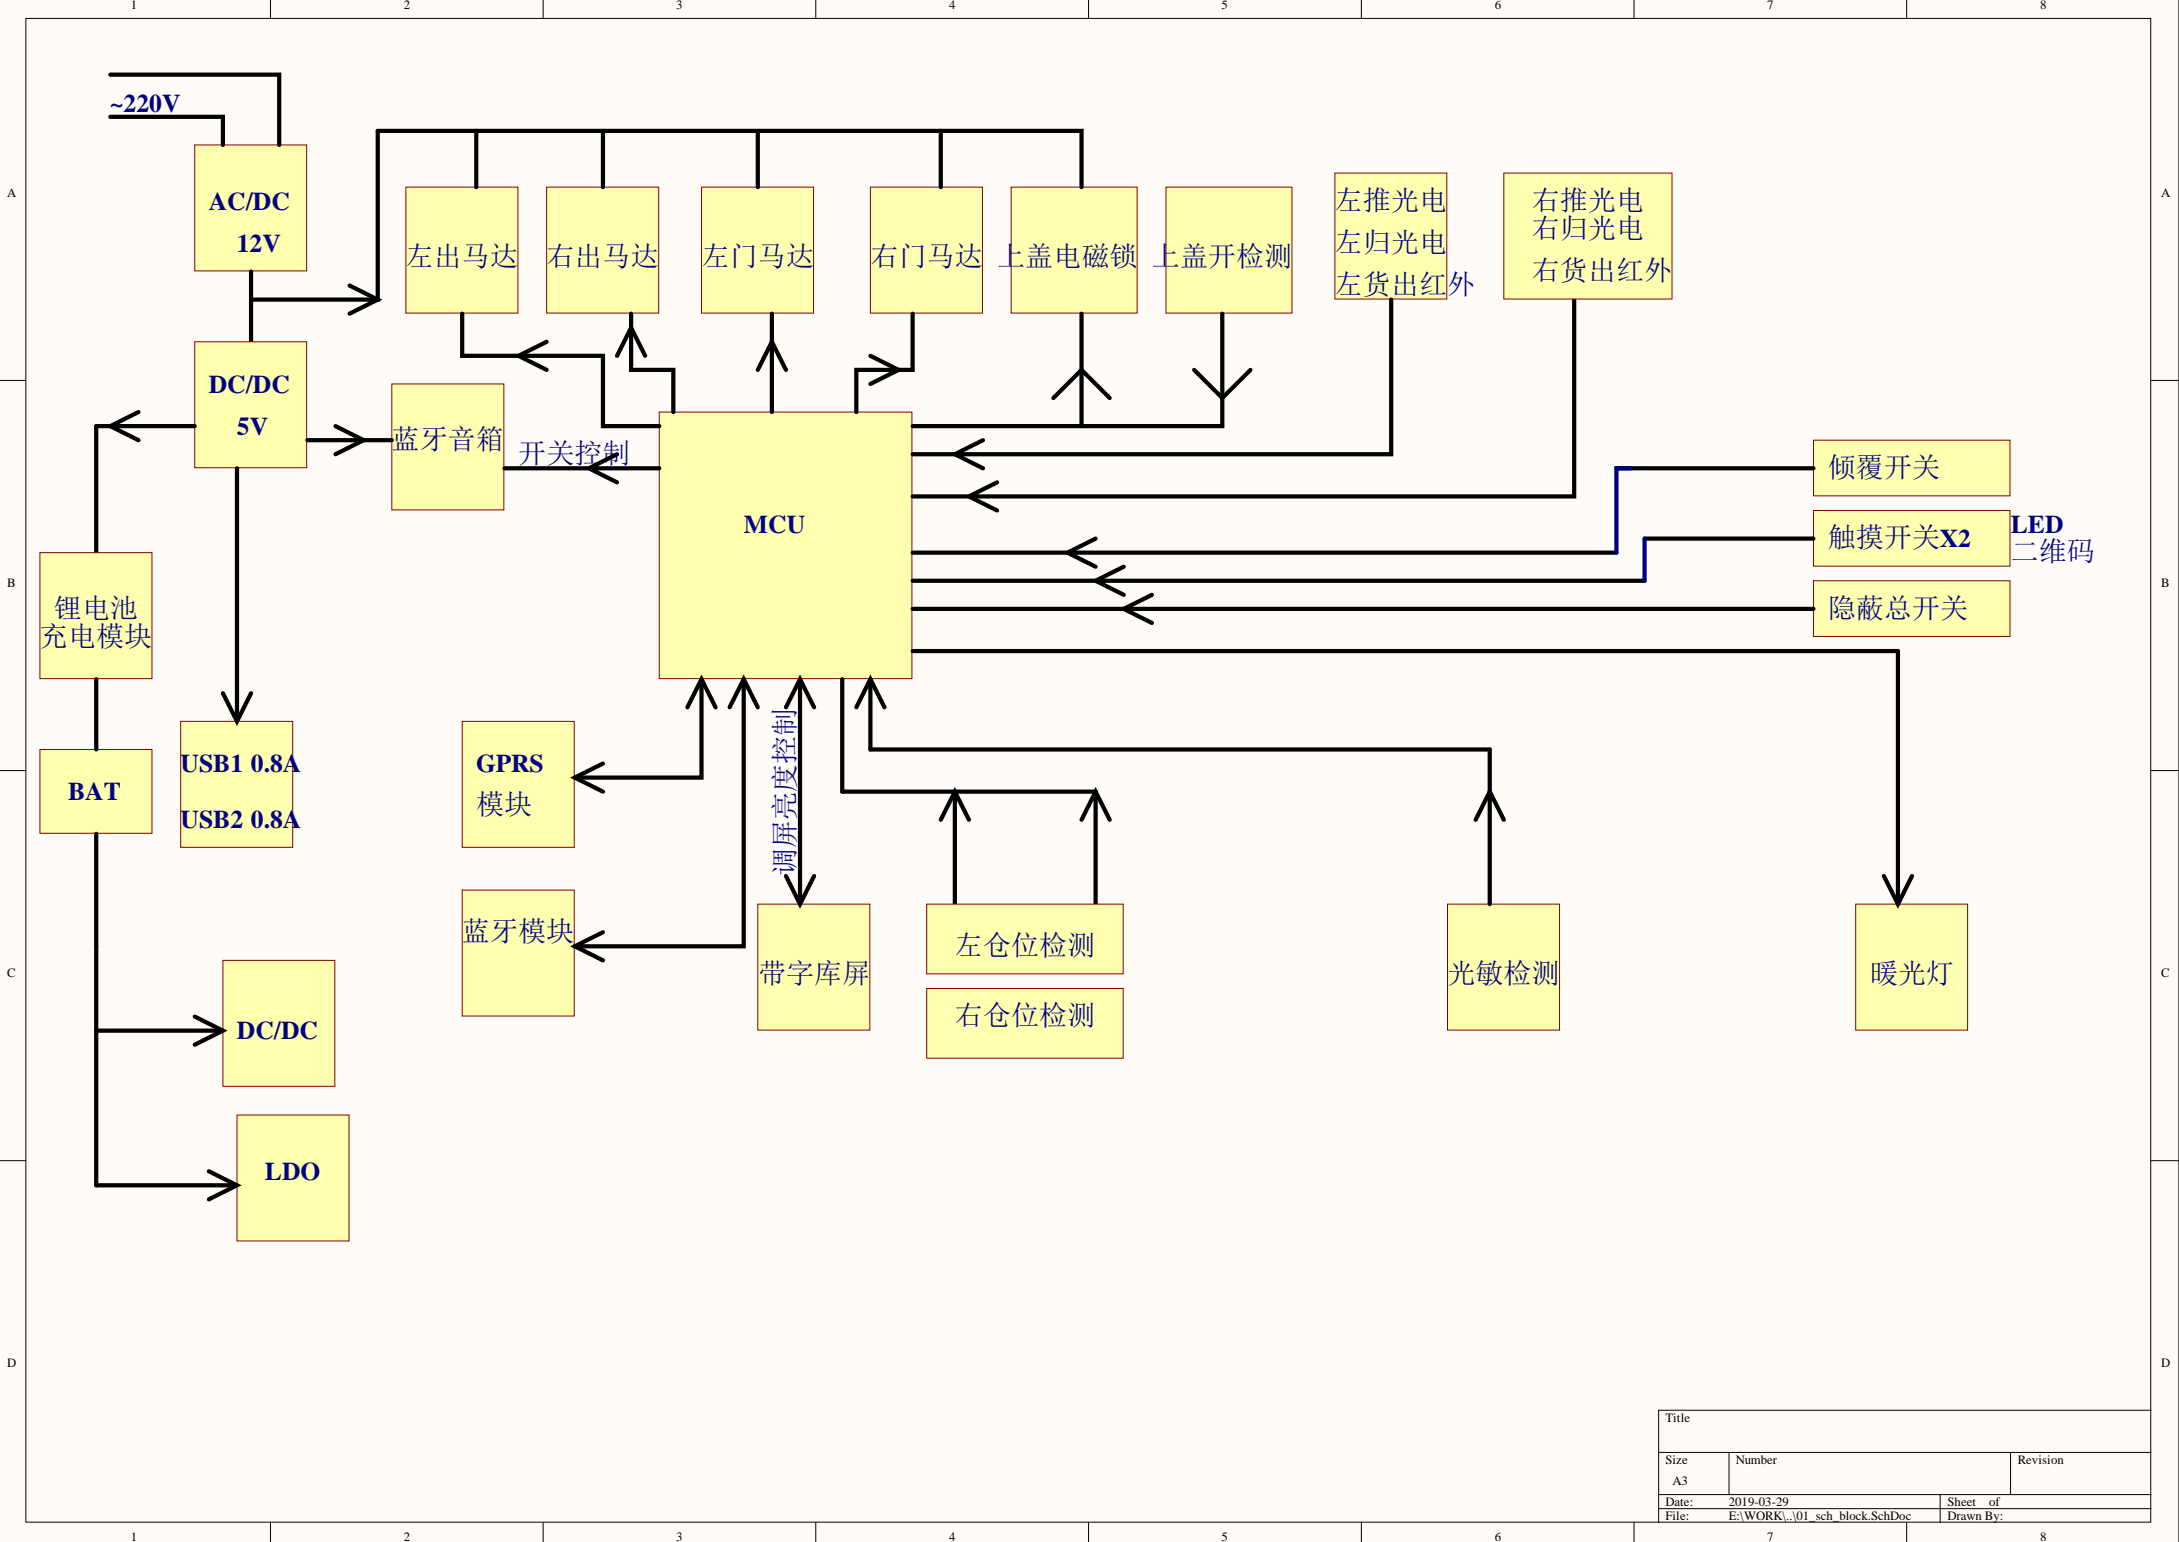 1 2 3 4 5 6 7 8
~220V
A
A
AC/DC
12V
左出马达
右出马达
左门马达
右门马达
上盖电磁锁
上盖开检测
左推光电
左归光电
左货出红外
右推光电
右归光电
右货出红外
DC/DC
5V
蓝牙音箱
开关控制
MCU
倾覆开关
触摸开关X2
LED
二维码
隐蔽总开关
B
B
锂电池
充电模块
BAT
USB1 0.8A
USB2 0.8A
GPRS
模块
调屏亮度控制
蓝牙模块
带字库屏
左仓位检测
右仓位检测
光敏检测
暖光灯
C
C
DC/DC
LDO
D
D
Title
Size
Number
Revision
A3
Date:
2019-03-29
Sheet of
File:
E:\WORK\..\01_sch_block.SchDoc
Drawn By:
1 2 3 4 5 6 7 8